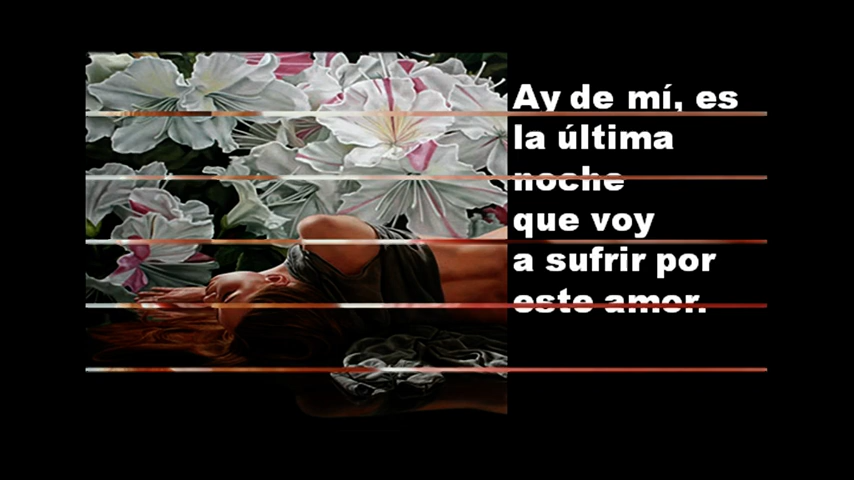 Ay de mí, es
la última
noche
que voy
a sufrir por
este amor.